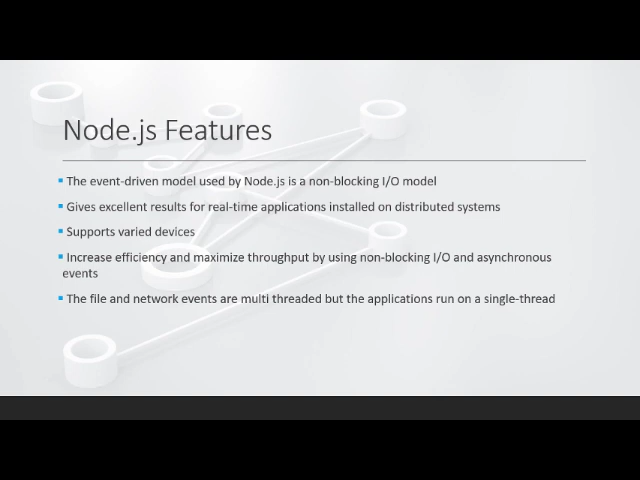 Node.js Features
The event-driven model used by Node.js is a non-blocking I/O model
Gives excellent results for real-time applications installed on distributed systems
Supports varied devices
Increase efficiency and maximize throughput by using non-blocking I/O and asynchronous
events
The file and network events are multi threaded but the applications run on a single-thread